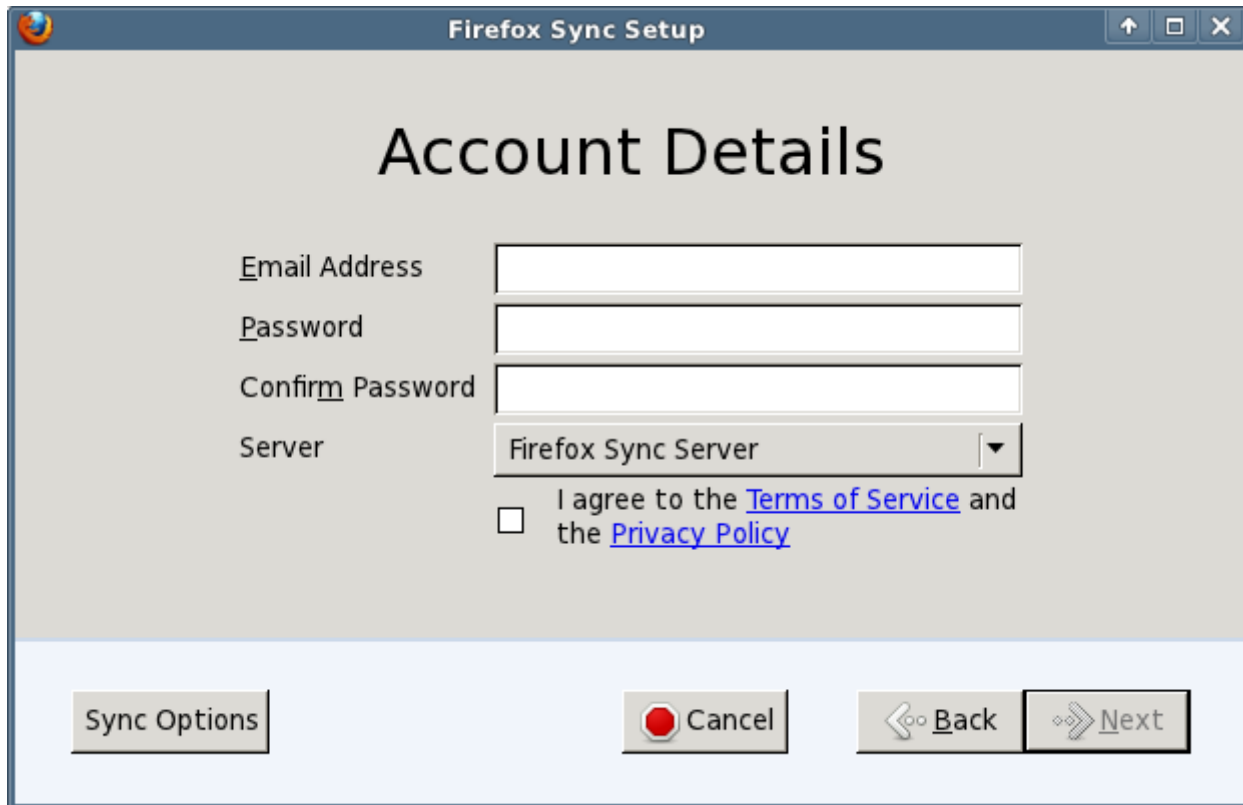 Firefox Sync Setup
Account Details
Email Address
Password
Confirm Password
Server
Firefox Sync Server
I agree to the Terms of Service and
the Privacy Policy
Sync Options
Cancel
Back
Next